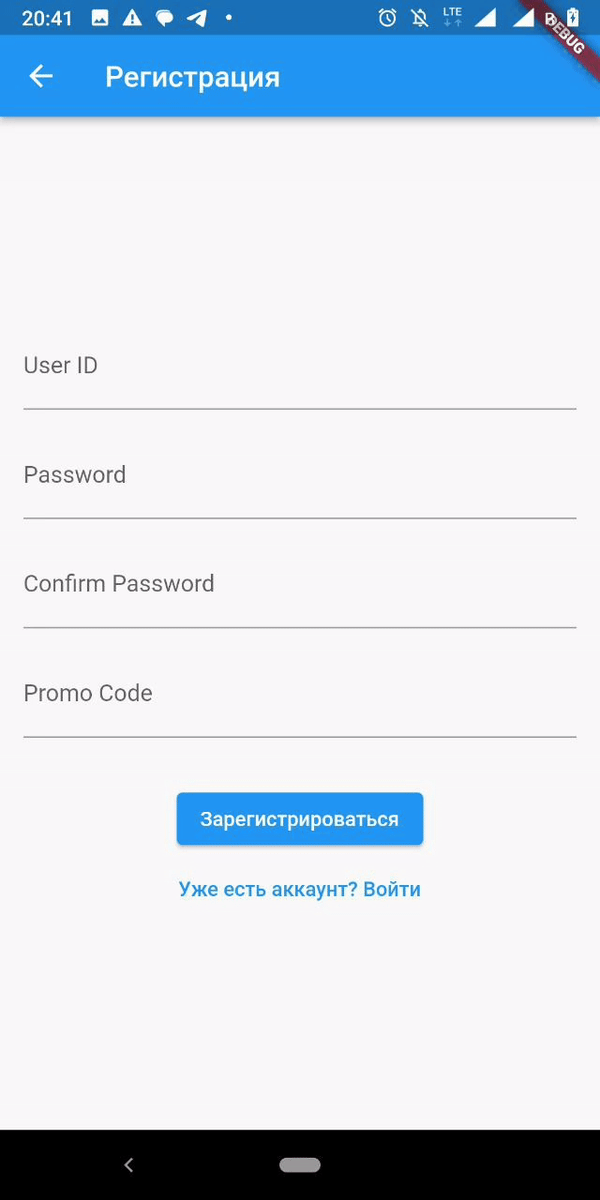 20:41
LTE
DEBUG
Регистрация
User ID
Password
Confirm Password
Promo Code
Зарегистрироваться
Уже есть аккаунт? Войти